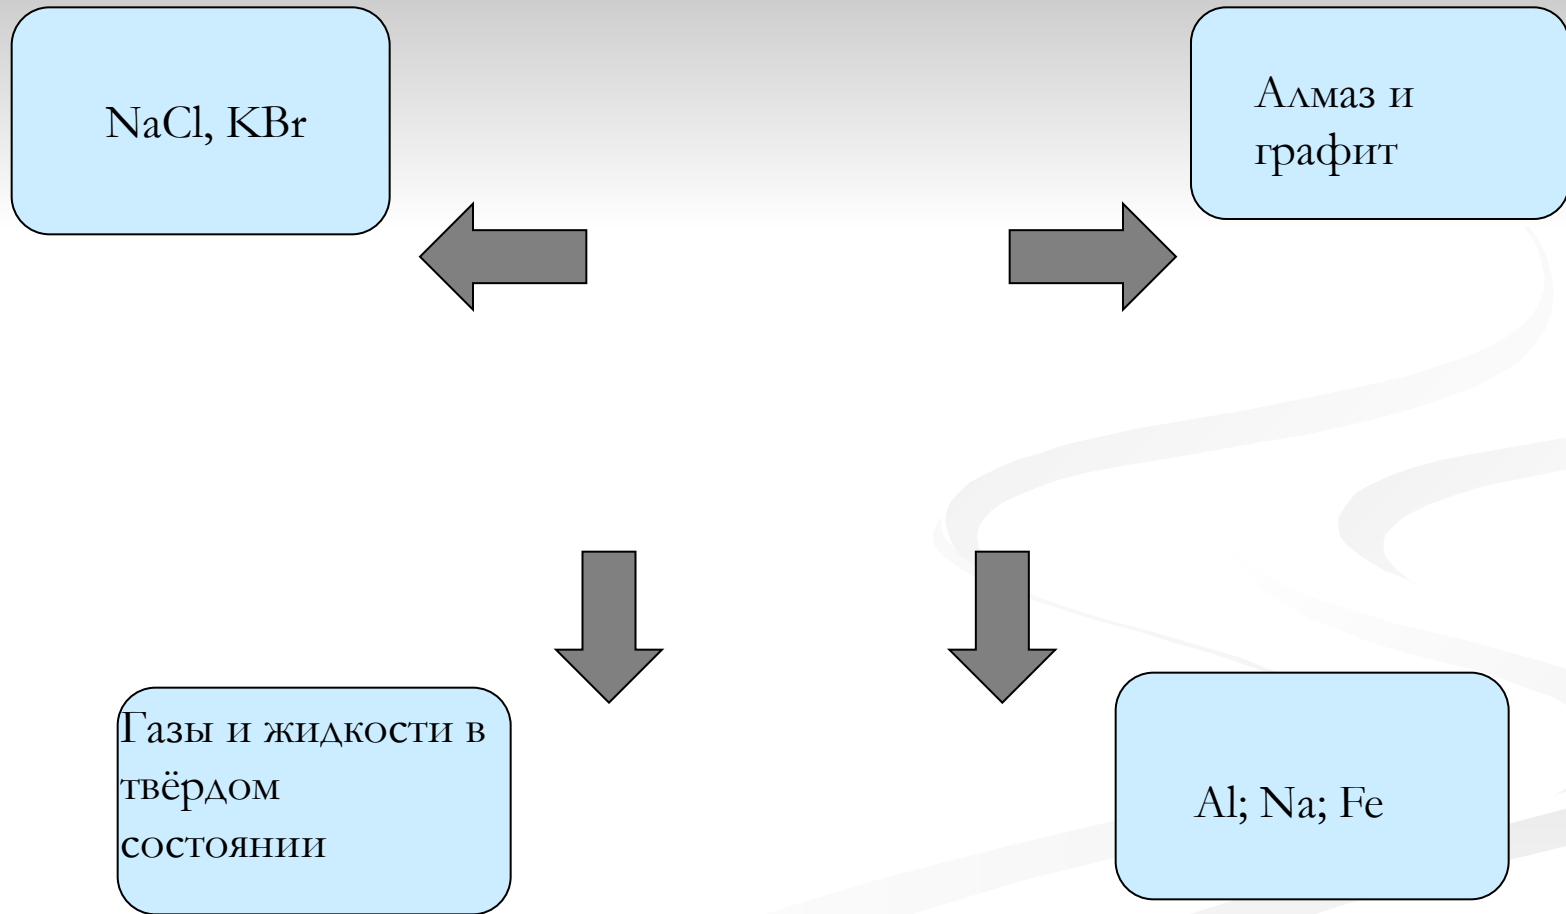 NaCl, KBr
Алмаз и
графит
Газы и жидкости в
твёрдом
состоянии
Al; Na; Fe